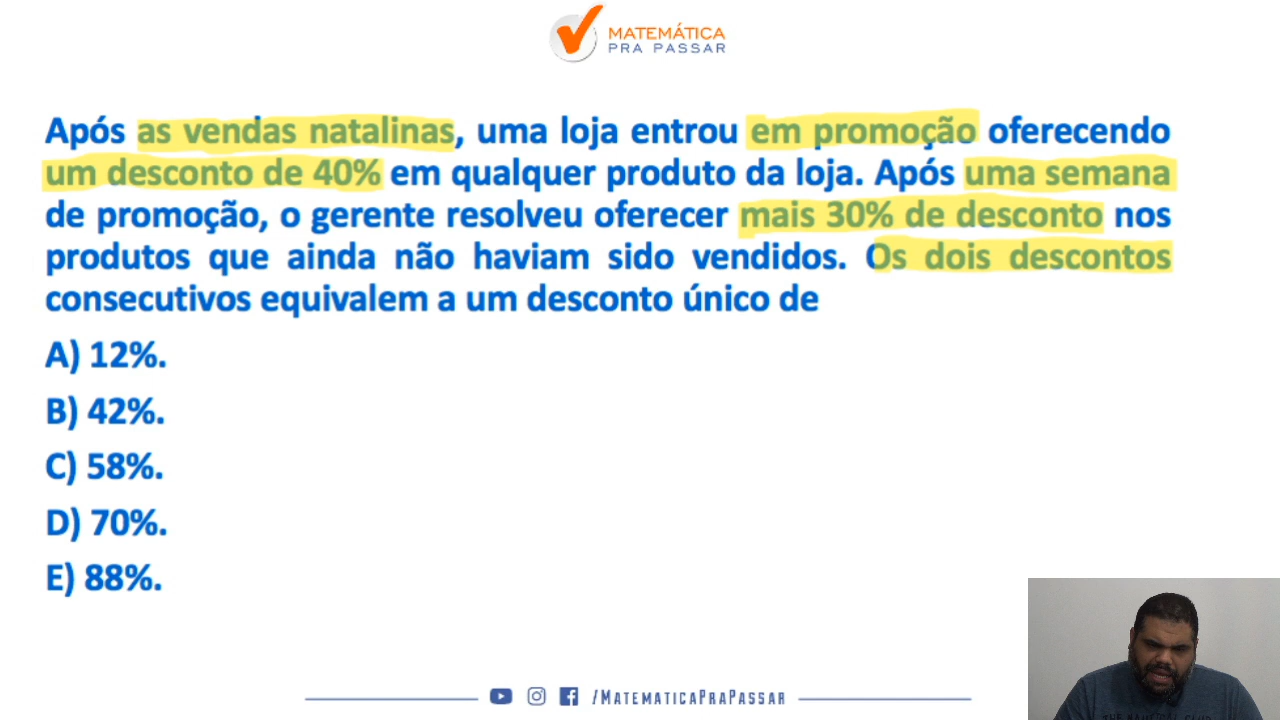 MATEMÁTICA
PRA PASSAR
Após as vendas natalinas, uma loja entrou em promoção oferecendo
um desconto de 40% em qualquer produto da loja. Após uma semana
de promoção, o gerente resolveu oferecer mais 30% de desconto nos
produtos que ainda não haviam sido vendidos. Os dois descontos
consecutivos equivalem a um desconto único de
A) 12%.
B) 42%.
C) 58%.
D) 70%.
E) 88%.
/MATEMATICAPRAPASSAR